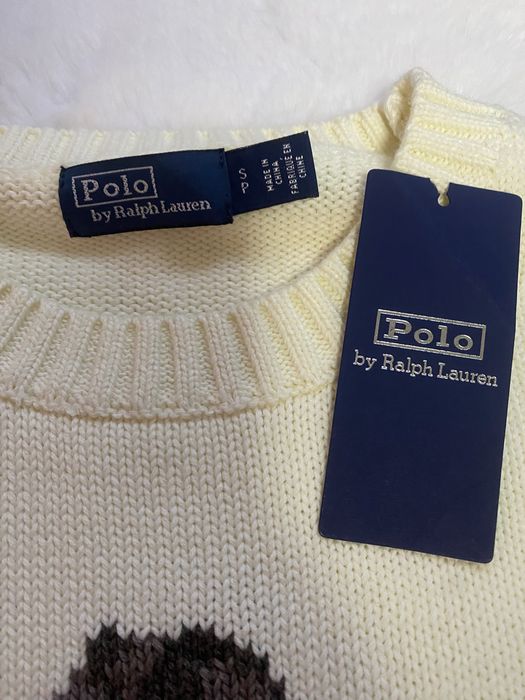 Polo
by Ralph Lauren
S
P
MADE IN
CHINA
FABRIQUÉ EN
CHINE
Polo
by Ralph Lauren